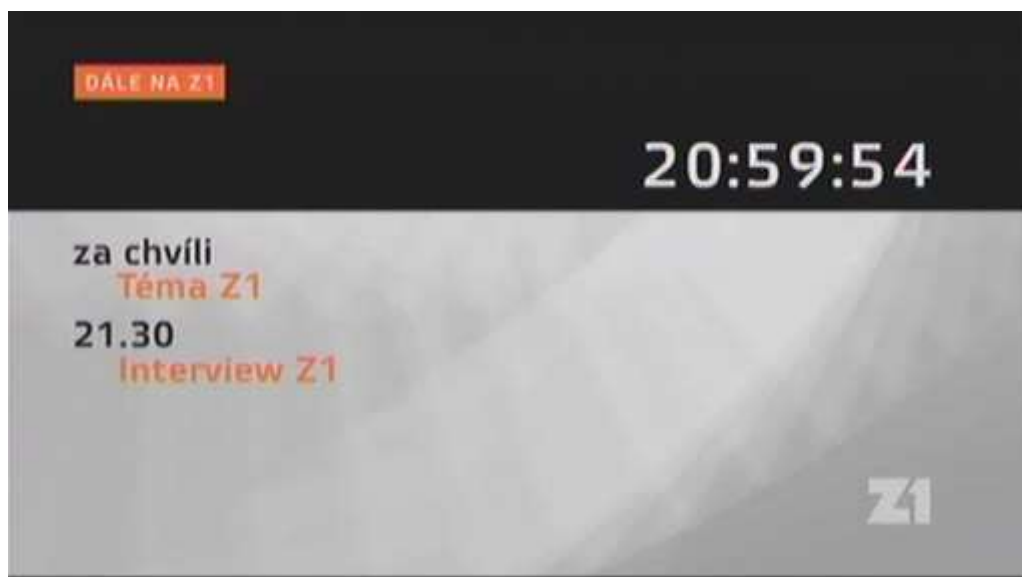 DÁLE NA Z1
20:59:54
za chvíli
Téma Z1
21.30
Interview Z1
Z1